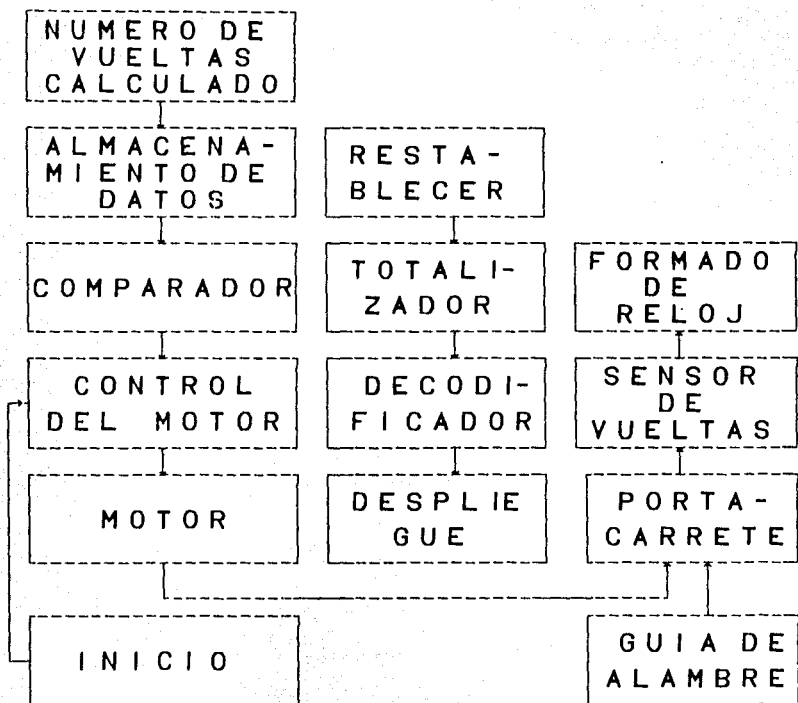 NUMERO DE
VUELTAS
CALCULADO
ALMACENA-
MIENTO DE
DATOS
RESTA-
BLECER
COMPARADOR
TOTALI-
ZADOR
FORMADO
DE
RELOJ
CONTROL
DEL MOTOR
DECODI-
FICADOR
SENSOR
DE
VUELTAS
MOTOR
DESPLIE
GUE
PORTA-
CARRETE
INICIO
GUIA DE
ALAMBRE